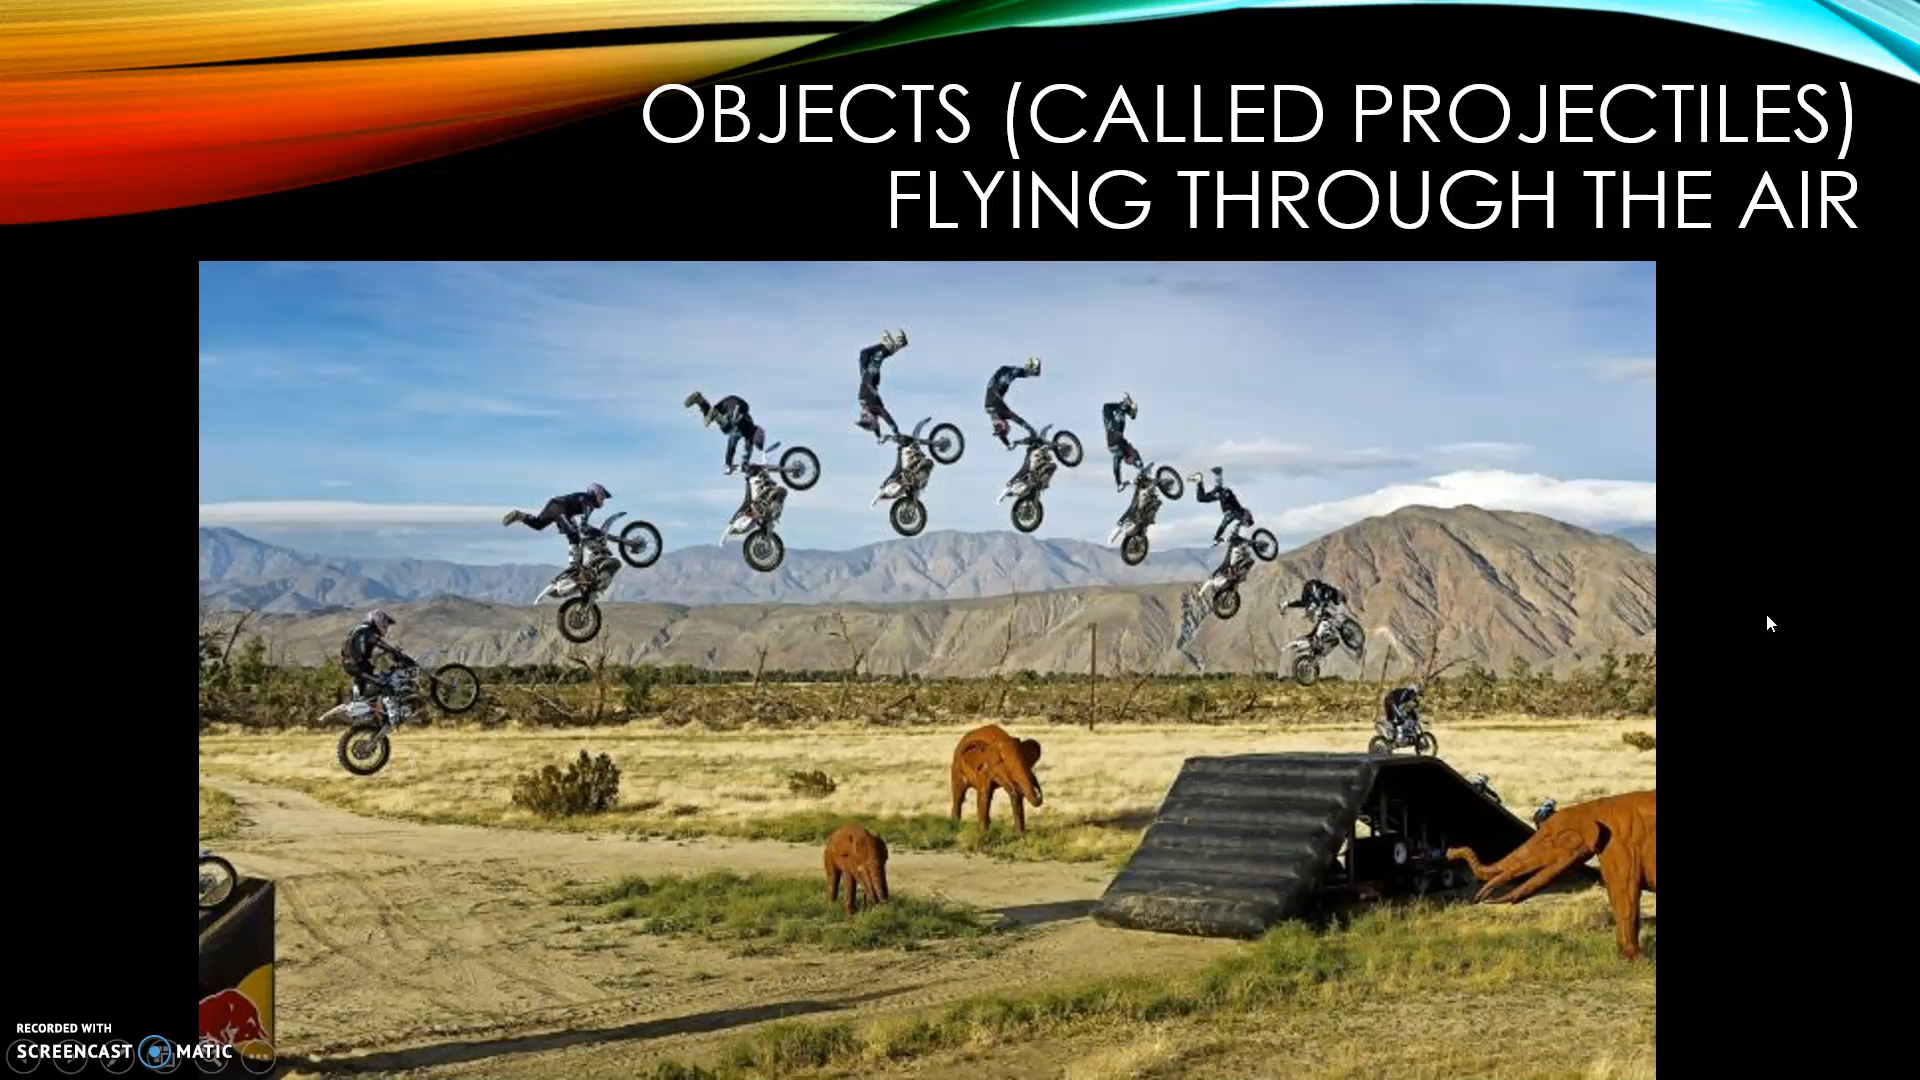 OBJECTS (CALLED PROJECTILES)
FLYING THROUGH THE AIR
RECORDED WITH
SCREENCAST MATIC